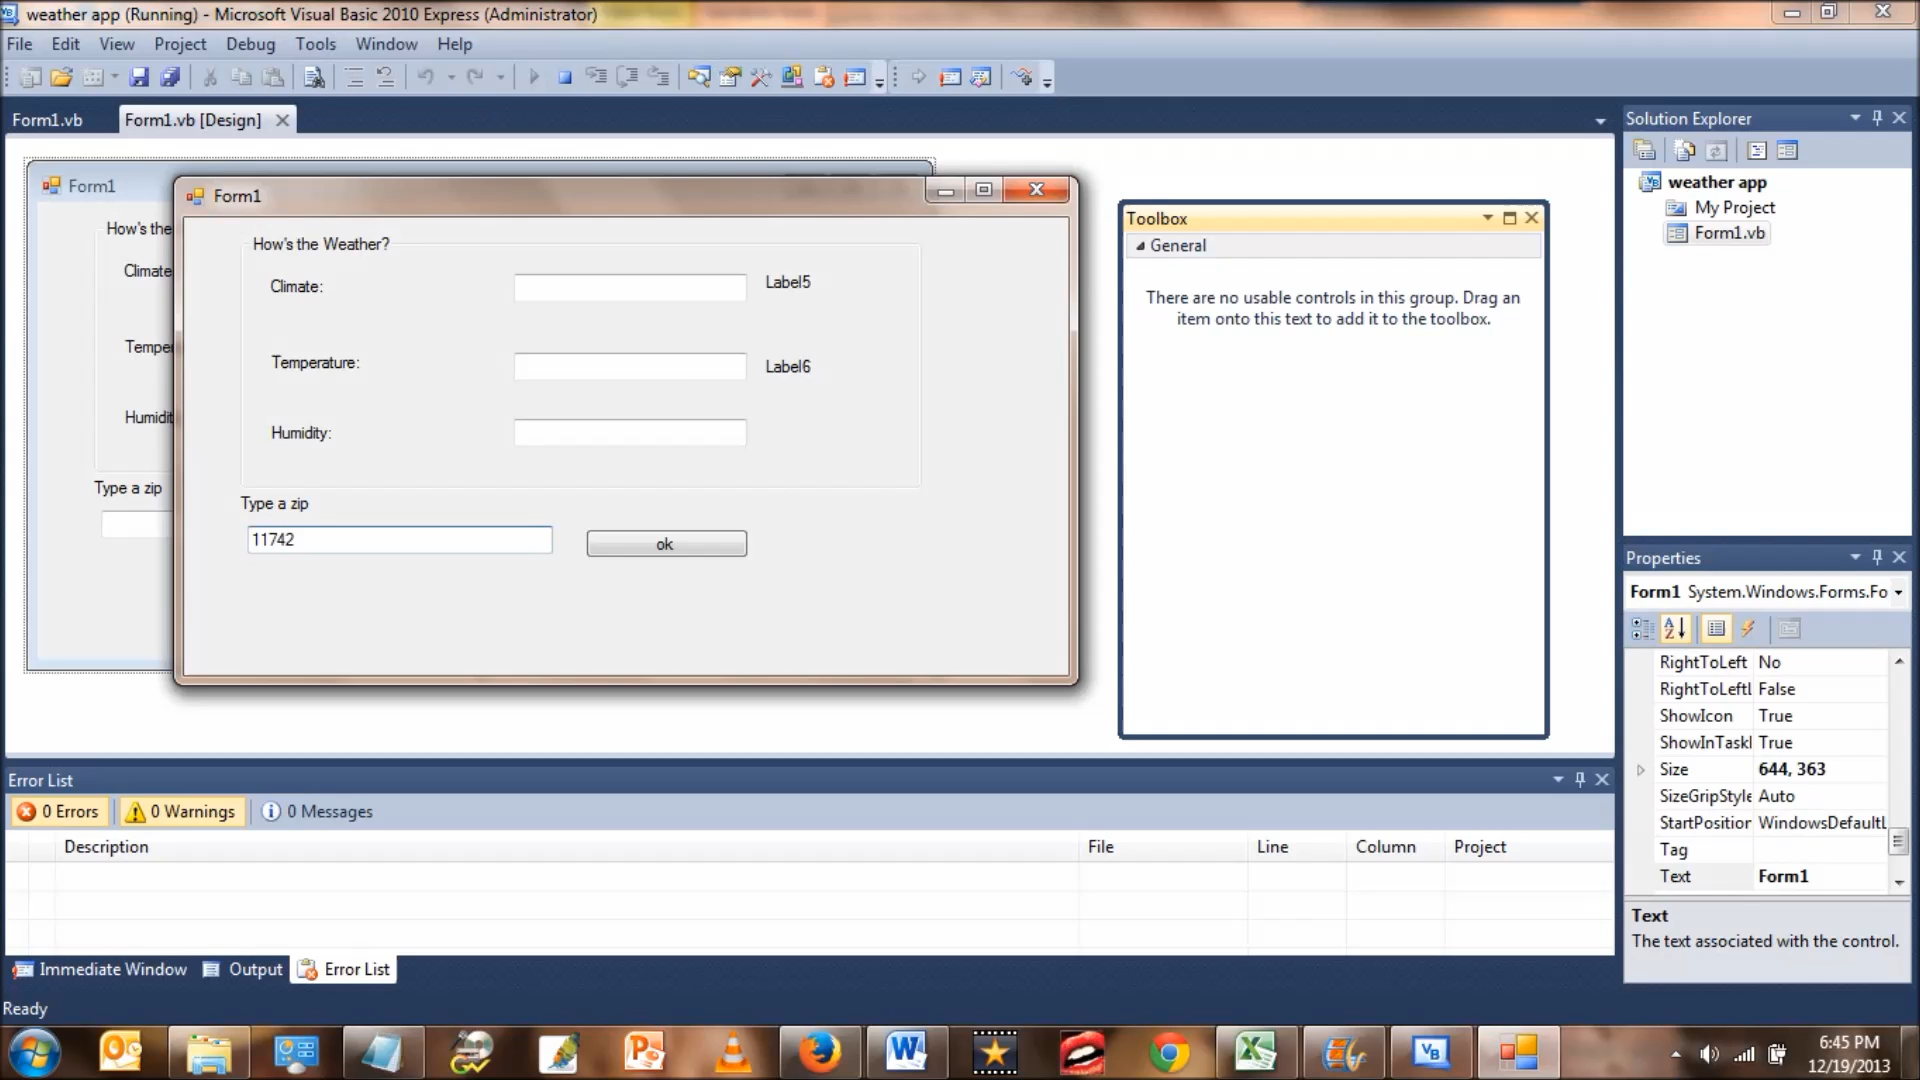 weather app (Running) - Microsoft Visual Basic 2010 Express (Administrator)
File Edit View Project Debug Tools Window Help
Form1.vb Form1.vb [Design]
Form1
How's the
Climate
Temper
Humidit
Type a zip
Form1
How's the Weather?
Climate: Label5
Temperature: Label6
Humidity:
Type a zip
11742 ok
Toolbox
General
There are no usable controls in this group. Drag an
item onto this text to add it to the toolbox.
Solution Explorer
weather app
My Project
Form1.vb
Properties
Form1 System.Windows.Forms.Fo
RightToLeft No
RightToLeftL False
ShowIcon True
ShowInTaskl True
Size 644, 363
SizeGripStyle Auto
StartPosition WindowsDefaultL
Tag
Text Form1
Text
The text associated with the control.
Error List
0 Errors 0 Warnings 0 Messages
Description File Line Column Project
Immediate Window Output Error List
Ready
6:45 PM
12/19/2013